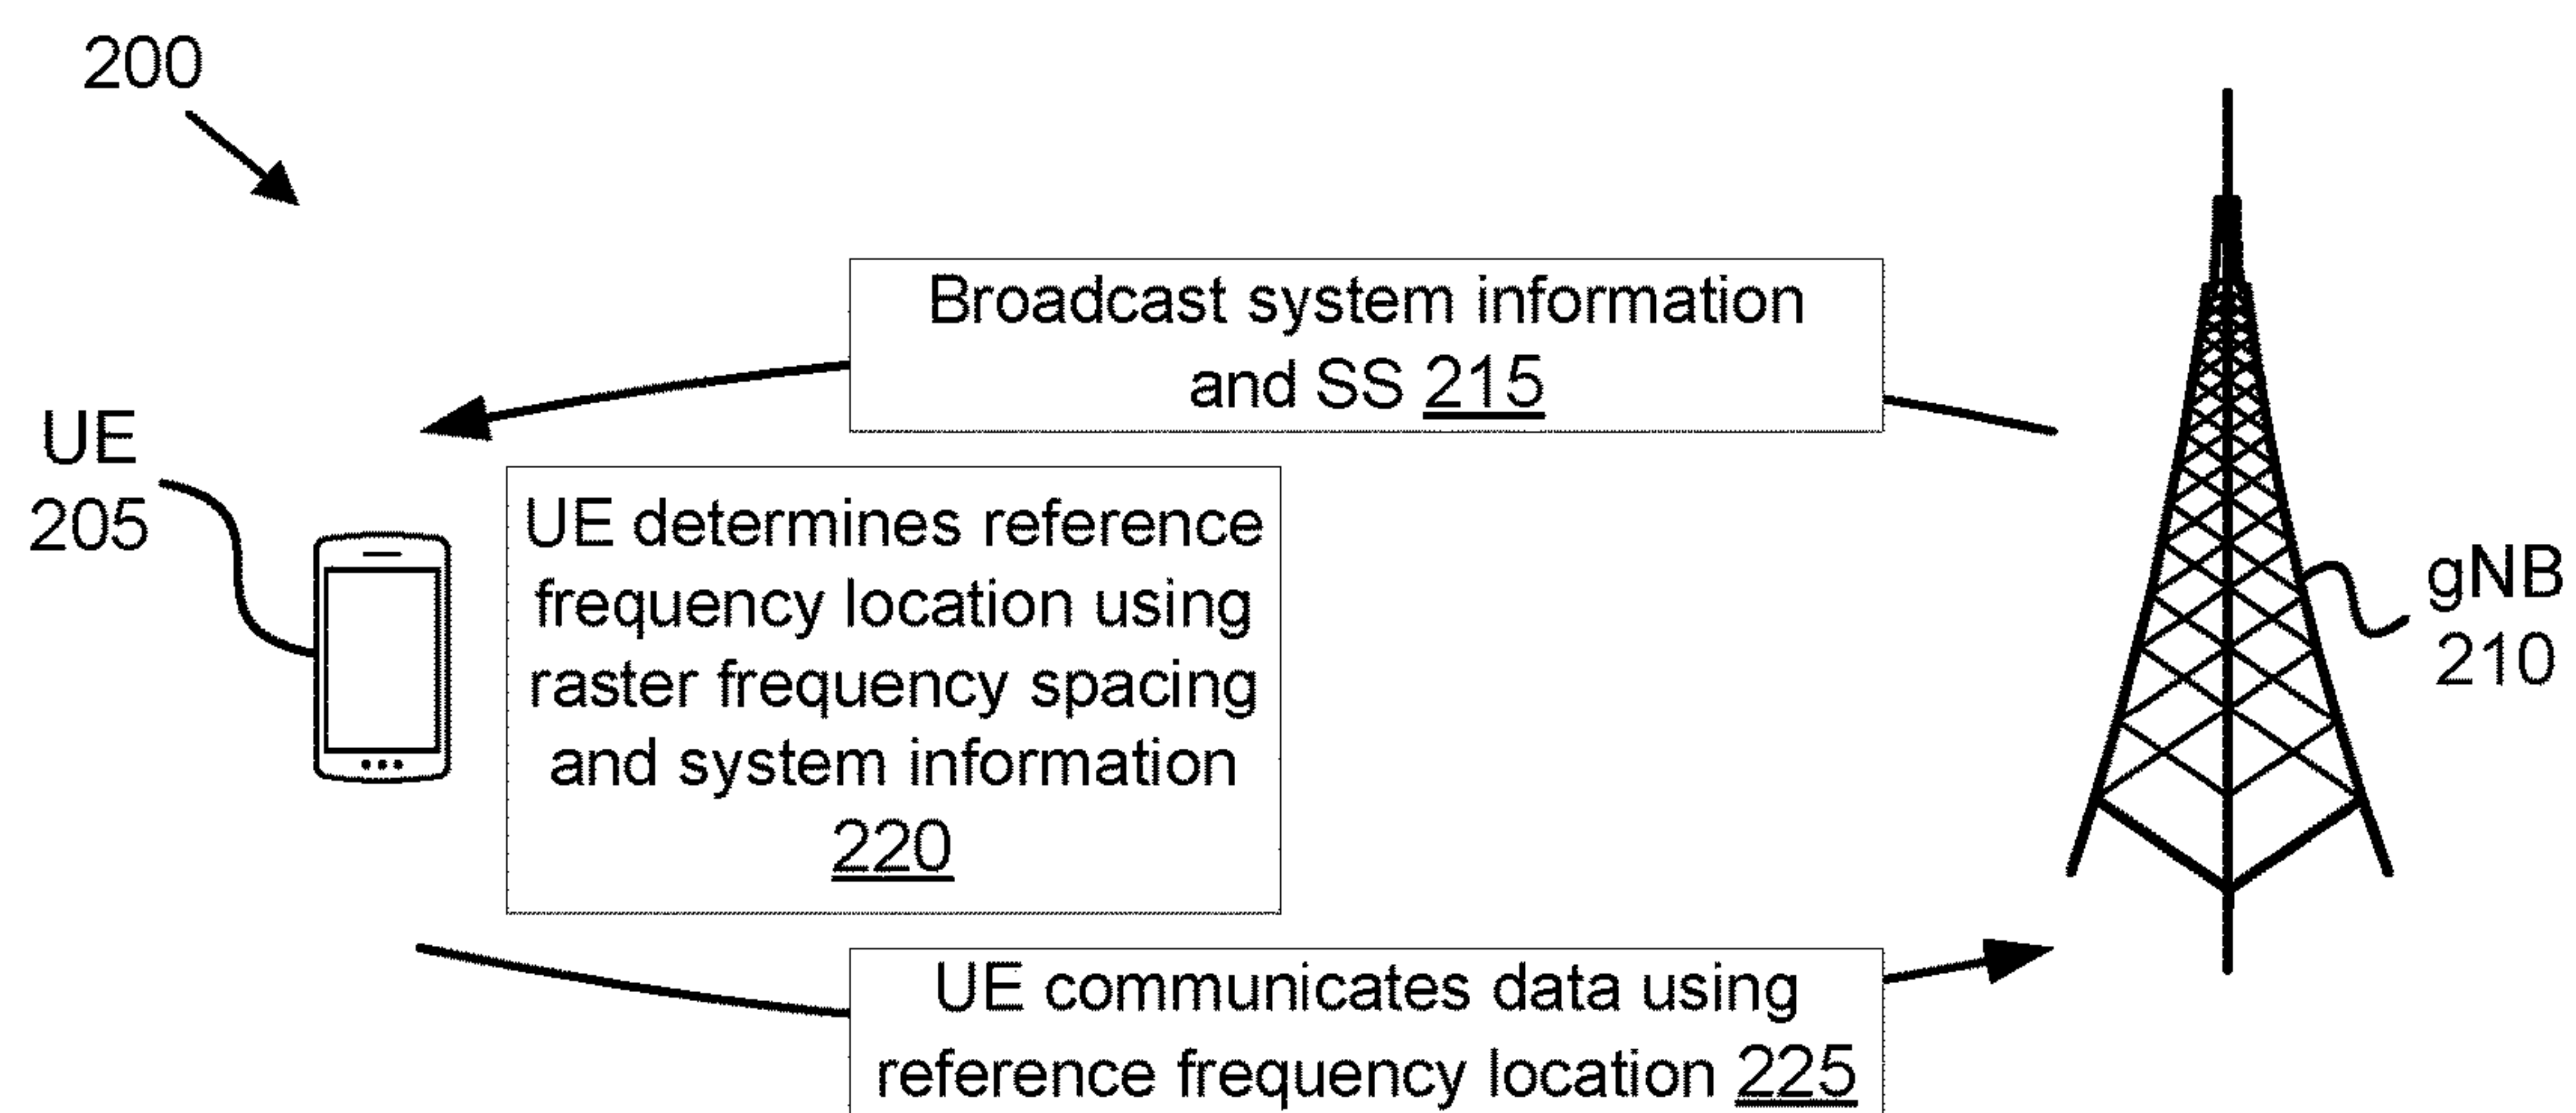 200
Broadcast system information
and SS 215
UE
205
UE determines reference
frequency location using
raster frequency spacing
and system information
220
gNB
210
UE communicates data using
reference frequency location 225